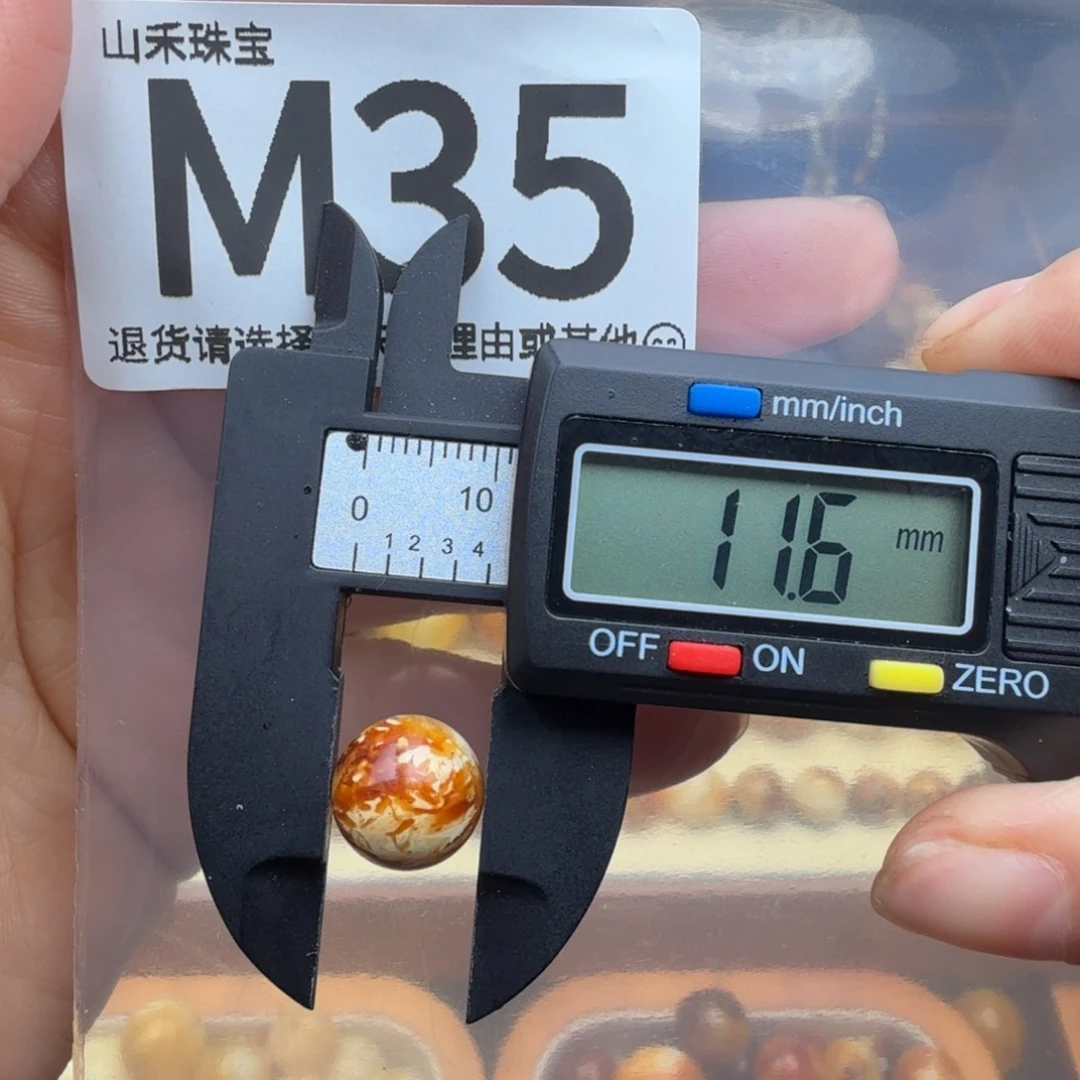 山禾珠宝
M35
退货请选择 理由或其他
mm/inch
11.6 mm
0 10
1 2 3 4
OFF ON ZERO